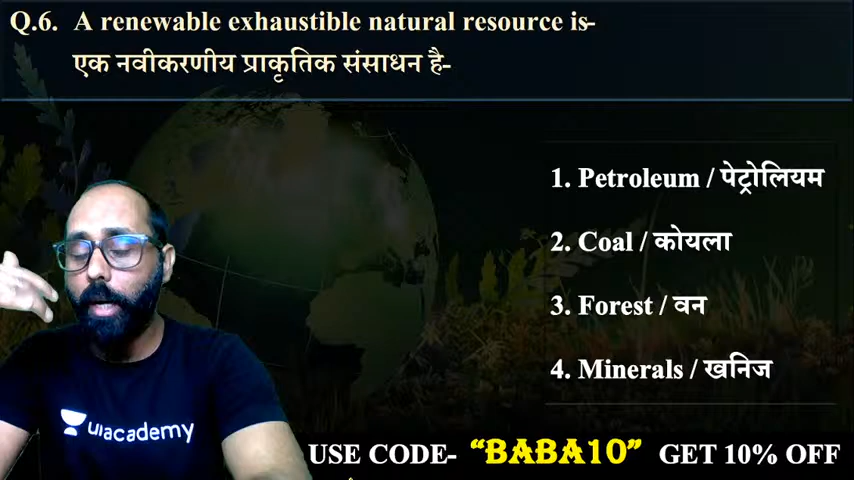 Q.6. A renewable exhaustible natural resource is-
एक नवीकरणीय प्राकृतिक संसाधन है-
1. Petroleum / पेट्रोलियम
2. Coal / कोयला
3. Forest / वन
4. Minerals / खनिज
unacademy
USE CODE- “BABA10” GET 10% OFF